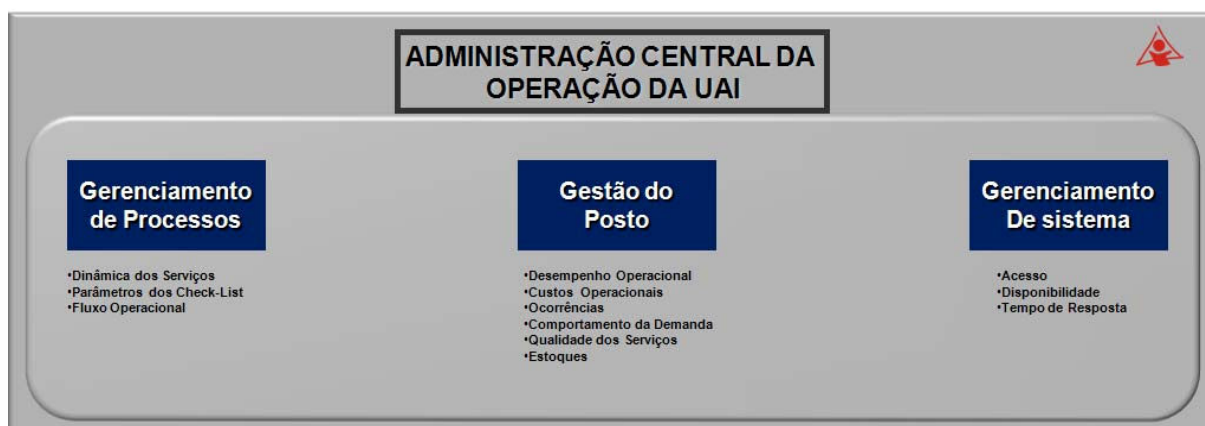 ADMINISTRAÇÃO CENTRAL DA
OPERAÇÃO DA UAI
Gerenciamento
de Processos
•Dinâmica dos Serviços
•Parâmetros dos Check-List
•Fluxo Operacional
Gestão do
Posto
•Desempenho Operacional
•Custos Operacionais
•Ocorrências
•Comportamento da Demanda
•Qualidade dos Serviços
•Estoques
Gerenciamento
De sistema
•Acesso
•Disponibilidade
•Tempo de Resposta